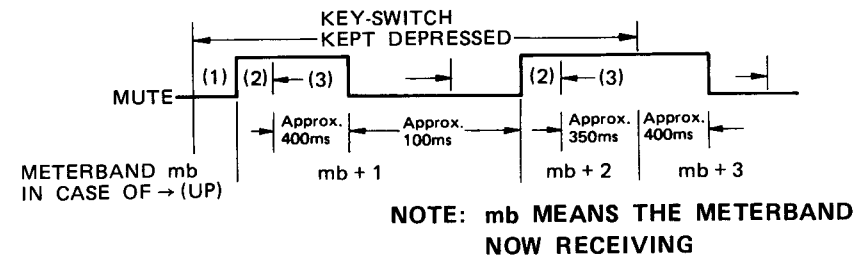 KEY-SWITCH
KEPT DEPRESSED
(1) (2) (3) (2) (3)
MUTE
Approx. 400ms
Approx. 100ms
Approx. 350ms
Approx. 400ms
METERBAND mb
IN CASE OF → (UP)
mb + 1 mb + 2 mb + 3
NOTE: mb MEANS THE METERBAND
NOW RECEIVING